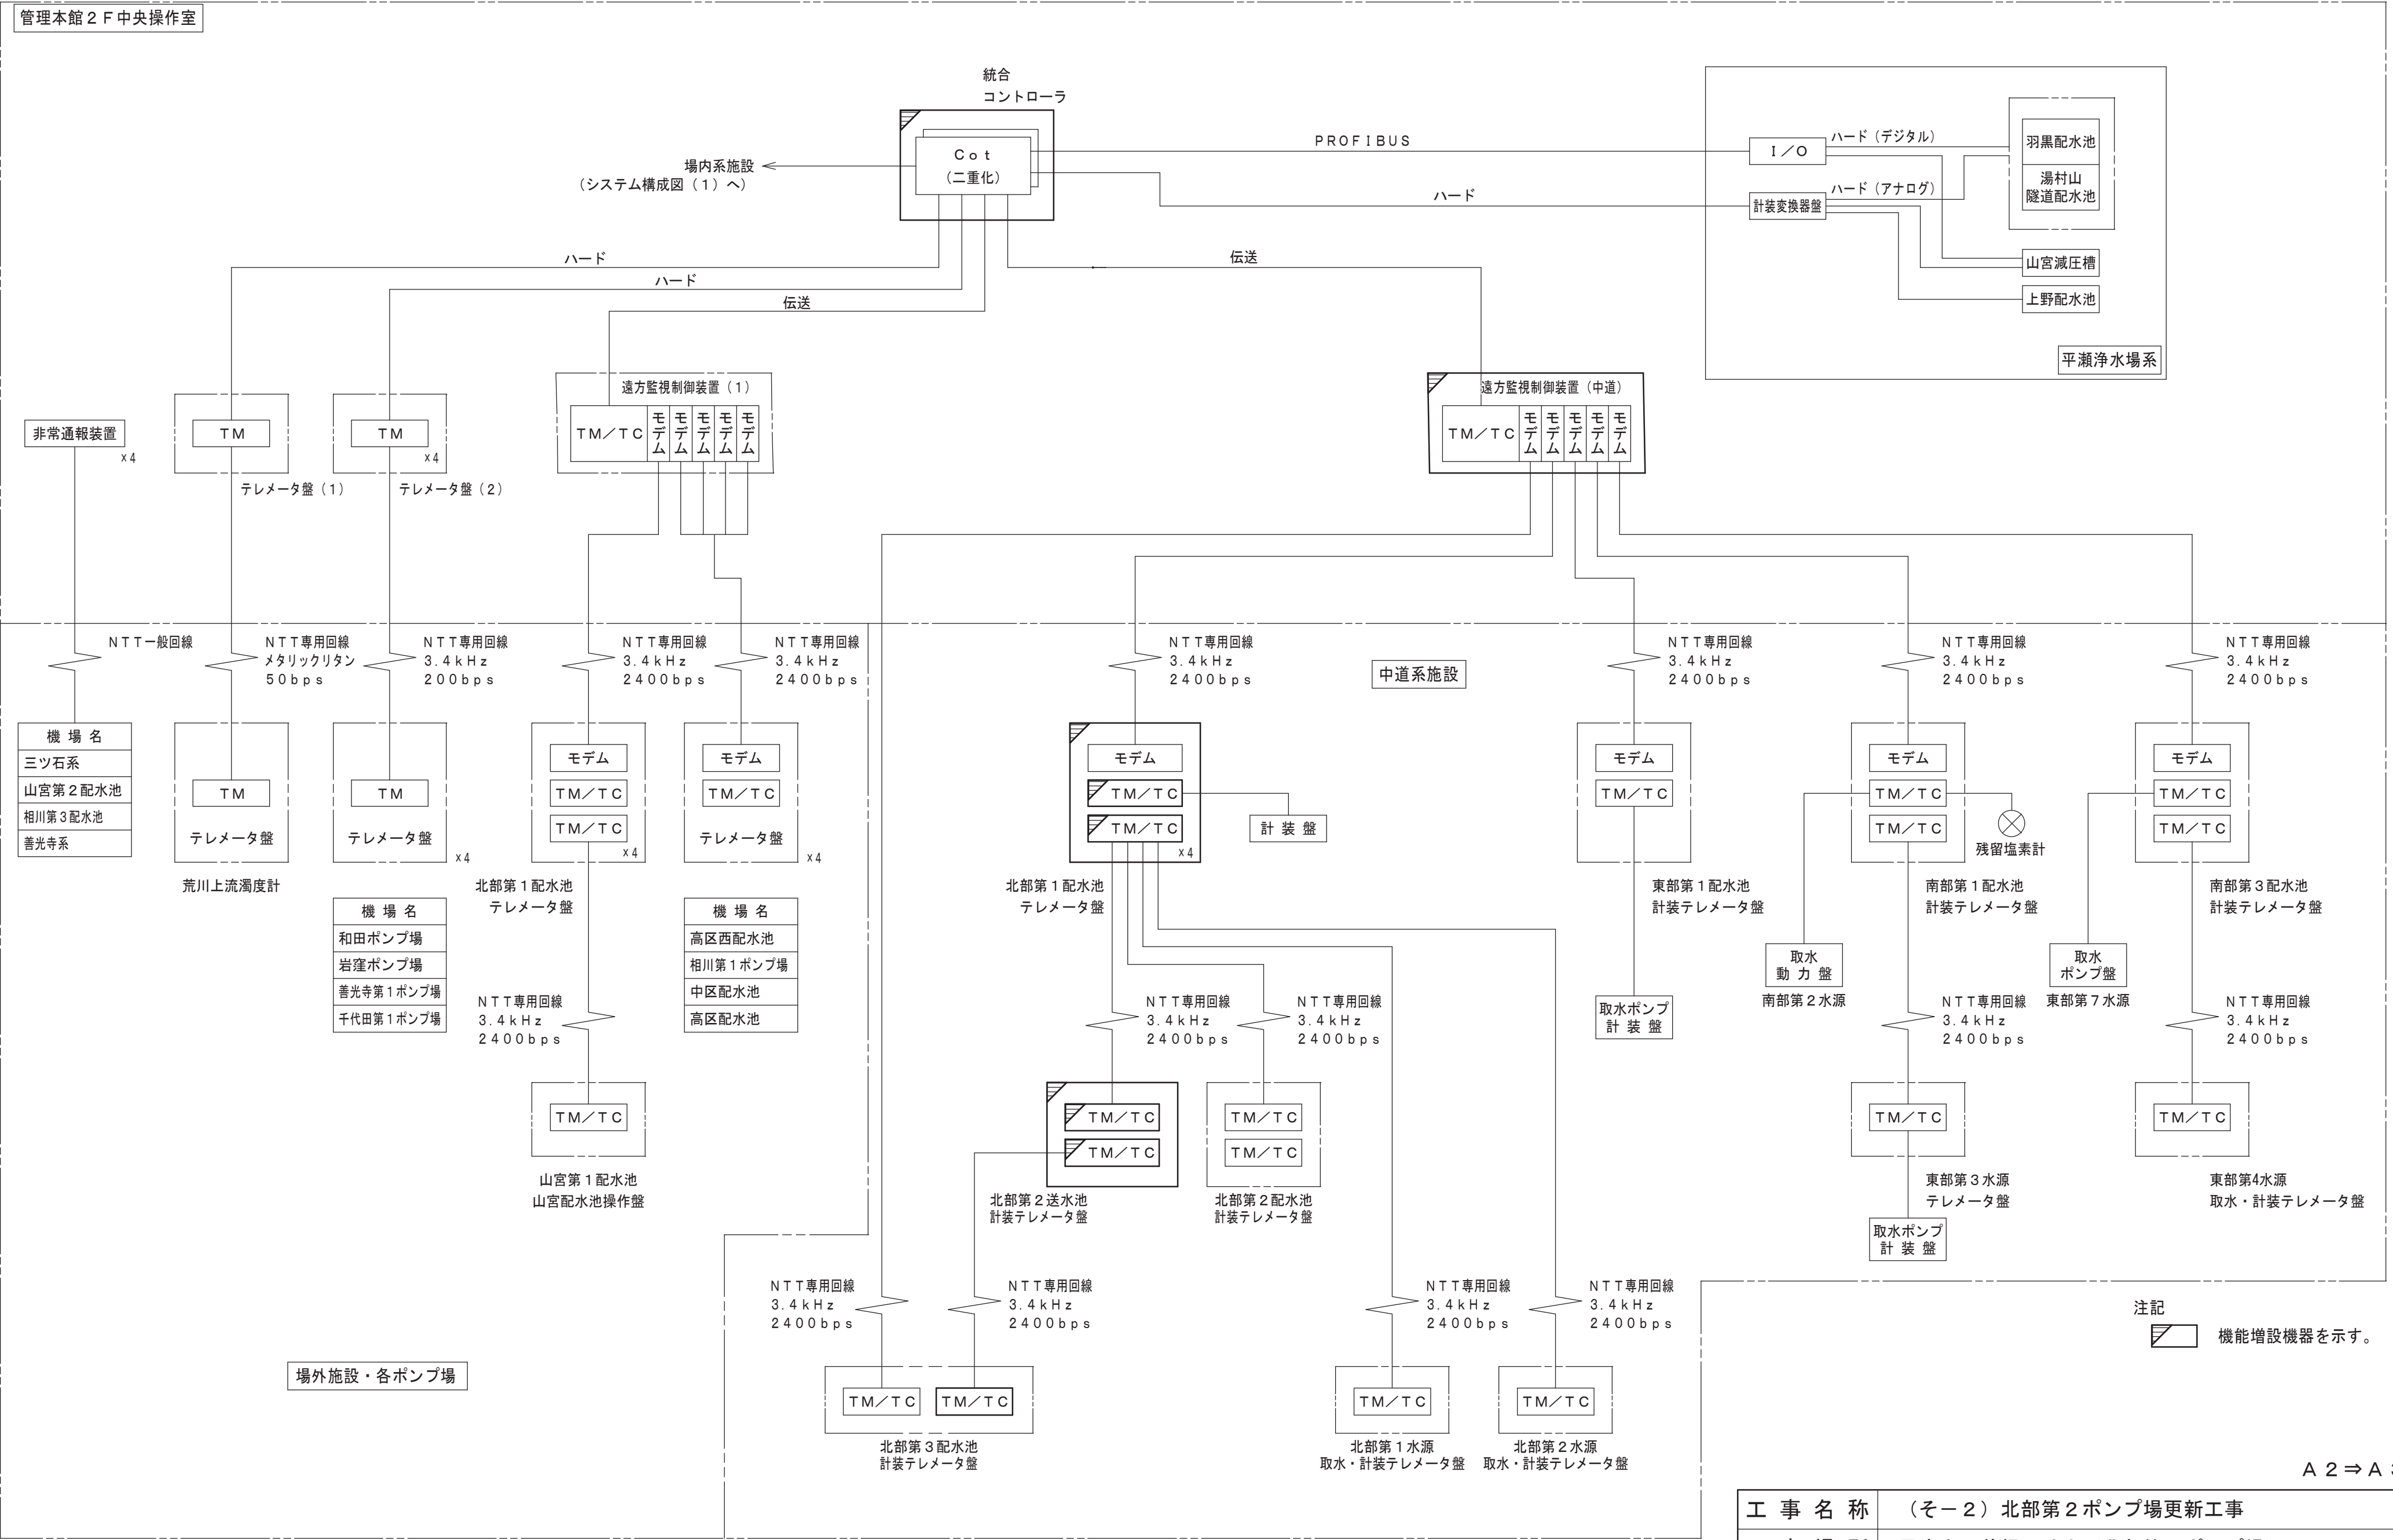 管理本館２Ｆ中央操作室
統合
コントローラ
Ｃｏｔ
（二重化）
場内系施設
（システム構成図（１）へ）
ＰＲＯＦＩＢＵＳ
ハード
Ｉ／Ｏ
ハード（デジタル）
計装変換器盤
ハード（アナログ）
羽黒配水池
湯村山
隧道配水池
山宮減圧槽
上野配水池
平瀬浄水場系
ハード
ハード
伝送
伝送
非常通報装置
x４
ＴＭ
テレメータ盤（１）
ＴＭ
x４
テレメータ盤（２）
遠方監視制御装置（１）
ＴＭ／ＴＣ
モデム
モデム
モデム
モデム
モデム
遠方監視制御装置（中道）
ＴＭ／ＴＣ
モデム
モデム
モデム
モデム
モデム
ＮＴＴ一般回線
ＮＴＴ専用回線
メタリックリタン
５０ｂｐｓ
ＮＴＴ専用回線
３．４ｋＨｚ
２００ｂｐｓ
ＮＴＴ専用回線
３．４ｋＨｚ
２４００ｂｐｓ
ＮＴＴ専用回線
３．４ｋＨｚ
２４００ｂｐｓ
ＮＴＴ専用回線
３．４ｋＨｚ
２４００ｂｐｓ
中道系施設
ＮＴＴ専用回線
３．４ｋＨｚ
２４００ｂｐｓ
ＮＴＴ専用回線
３．４ｋＨｚ
２４００ｂｐｓ
ＮＴＴ専用回線
３．４ｋＨｚ
２４００ｂｐｓ
機 場 名
三ツ石系
山宮第２配水池
相川第３配水池
善光寺系
ＴＭ
テレメータ盤
荒川上流濁度計
ＴＭ
テレメータ盤
x４
機 場 名
和田ポンプ場
岩窪ポンプ場
善光寺第１ポンプ場
千代田第１ポンプ場
モデム
ＴＭ／ＴＣ
ＴＭ／ＴＣ
x４
北部第１配水池
テレメータ盤
モデム
ＴＭ／ＴＣ
テレメータ盤
x４
機 場 名
高区西配水池
相川第１ポンプ場
中区配水池
高区配水池
ＮＴＴ専用回線
３．４ｋＨｚ
２４００ｂｐｓ
ＴＭ／ＴＣ
山宮第１配水池
山宮配水池操作盤
モデム
ＴＭ／ＴＣ
ＴＭ／ＴＣ
x４
計 装 盤
北部第１配水池
テレメータ盤
モデム
ＴＭ／ＴＣ
東部第１配水池
計装テレメータ盤
取水ポンプ
計 装 盤
モデム
ＴＭ／ＴＣ
ＴＭ／ＴＣ
残留塩素計
南部第１配水池
計装テレメータ盤
取水
動 力 盤
南部第２水源
モデム
ＴＭ／ＴＣ
ＴＭ／ＴＣ
南部第３配水池
計装テレメータ盤
取水
ポンプ盤
東部第７水源
ＮＴＴ専用回線
３．４ｋＨｚ
２４００ｂｐｓ
ＮＴＴ専用回線
３．４ｋＨｚ
２４００ｂｐｓ
ＮＴＴ専用回線
３．４ｋＨｚ
２４００ｂｐｓ
ＮＴＴ専用回線
３．４ｋＨｚ
２４００ｂｐｓ
ＴＭ／ＴＣ
ＴＭ／ＴＣ
北部第２送水池
計装テレメータ盤
ＴＭ／ＴＣ
ＴＭ／ＴＣ
北部第２配水池
計装テレメータ盤
ＴＭ／ＴＣ
東部第３水源
テレメータ盤
取水ポンプ
計 装 盤
ＴＭ／ＴＣ
東部第4水源
取水・計装テレメータ盤
ＮＴＴ専用回線
３．４ｋＨｚ
２４００ｂｐｓ
ＮＴＴ専用回線
３．４ｋＨｚ
２４００ｂｐｓ
ＮＴＴ専用回線
３．４ｋＨｚ
２４００ｂｐｓ
ＮＴＴ専用回線
３．４ｋＨｚ
２４００ｂｐｓ
場外施設・各ポンプ場
ＴＭ／ＴＣ
ＴＭ／ＴＣ
北部第３配水池
計装テレメータ盤
ＴＭ／ＴＣ
北部第１水源
取水・計装テレメータ盤
ＴＭ／ＴＣ
北部第２水源
取水・計装テレメータ盤
注記
機能増設機器を示す。
Ａ２⇒Ａ
工 事 名 称
（そ－２）北部第２ポンプ場更新工事